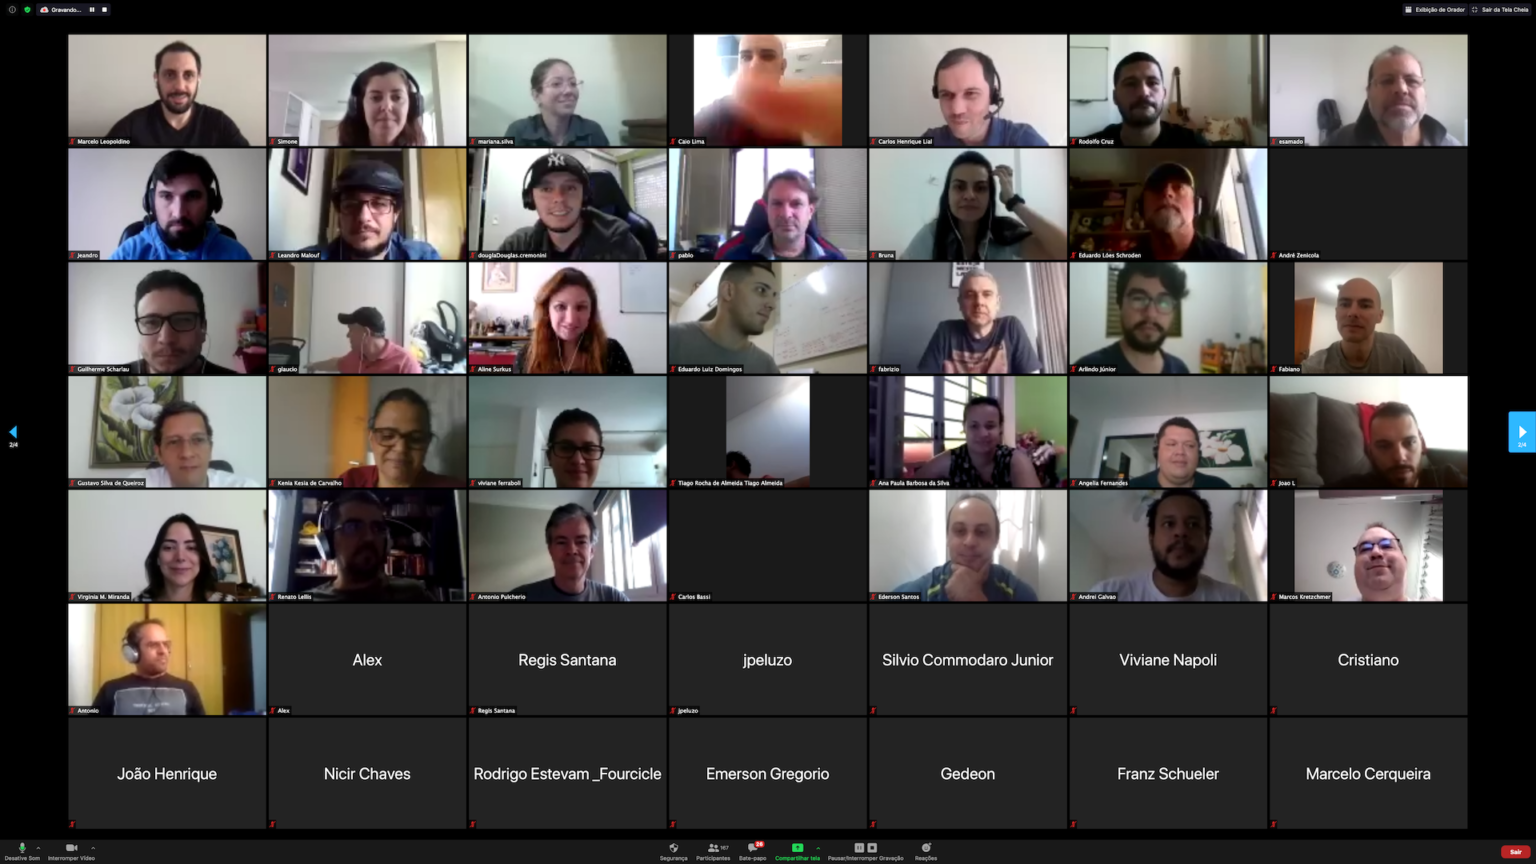 Gravando...
Exibição de Orador
Sair da Tela Cheia
Marcelo Leopoldino
Simone
mariana.silva
Caio Lima
Carlos Henrique Lial
Rodolfo Cruz
esamado
Jeandro
Leandro Malouf
douglaDouglas.cremonini
pablo
Bruna
Eduardo Lões Schroden
André Zenicola
Guilherme Scharlau
glaucio
Aline Surkus
Eduardo Luiz Domingos
fabrizio
Arlindo Júnior
Fabiano
2/4
2/4
Gustavo Silva de Queiroz
Kenia Kesia de Carvalho
viviane ferraboli
Tiago Rocha de Almeida Tiago Almeida
Ana Paula Barbosa da Silva
Angelia Fernandes
Joao L
Virginia M. Miranda
Renato Lellis
Antonio Pulcherio
Carlos Bassi
Ederson Santos
Andrei Galvao
Marcos Kretzchmer
Alex
Regis Santana
jpeluzo
Silvio Commodaro Junior
Viviane Napoli
Cristiano
Antonio
Alex
Regis Santana
jpeluzo
João Henrique
Nicir Chaves
Rodrigo Estevam _Fourcicle
Emerson Gregorio
Gedeon
Franz Schueler
Marcelo Cerqueira
Desative Som
Interromper Vídeo
Segurança
Participantes
167
Bate-papo
Compartilhar tela
Pausar/Interromper Gravação
Reações
Sair